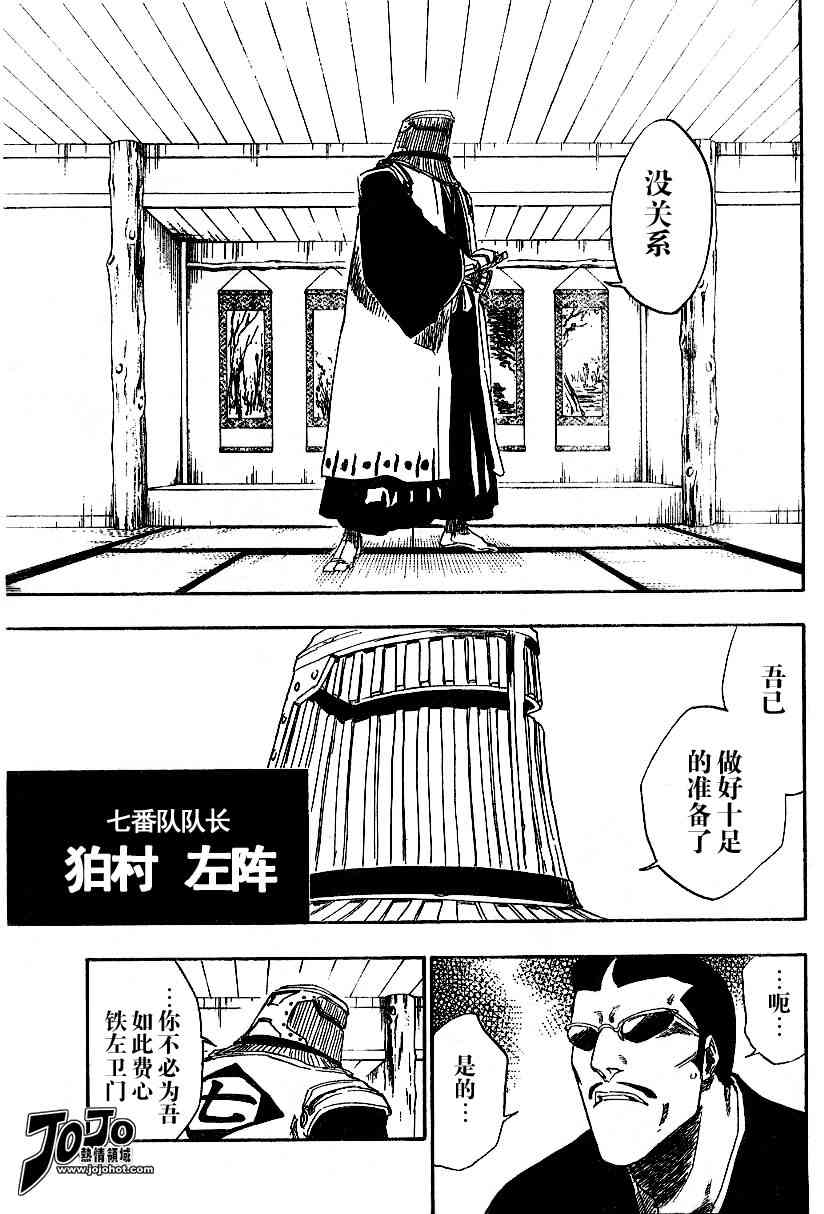 没关系
吾已
做好十足
的准备了
七番队队长
狛村 左阵
…呃…
是的…
…你不必为吾
如此费心
铁左卫门
七
JOJO
熱情領域
www.jojohot.com